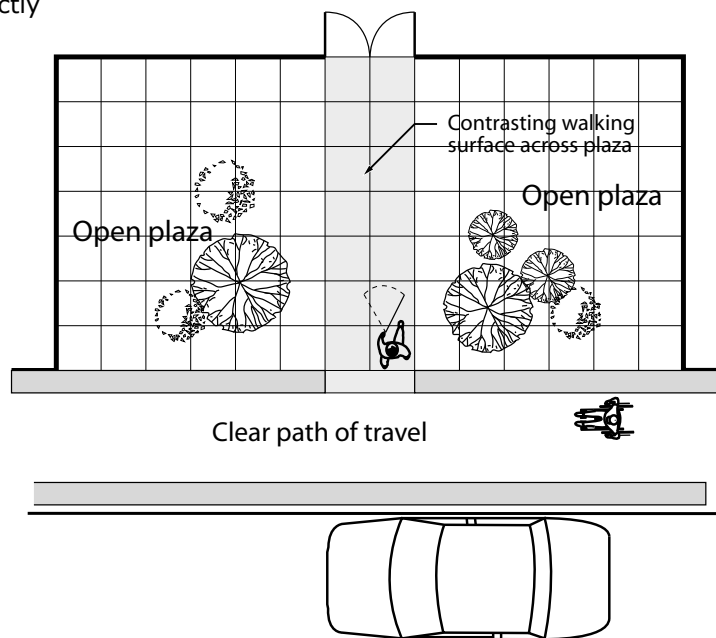 ctly
Contrasting walking
surface across plaza
Open plaza
Open plaza
Clear path of travel